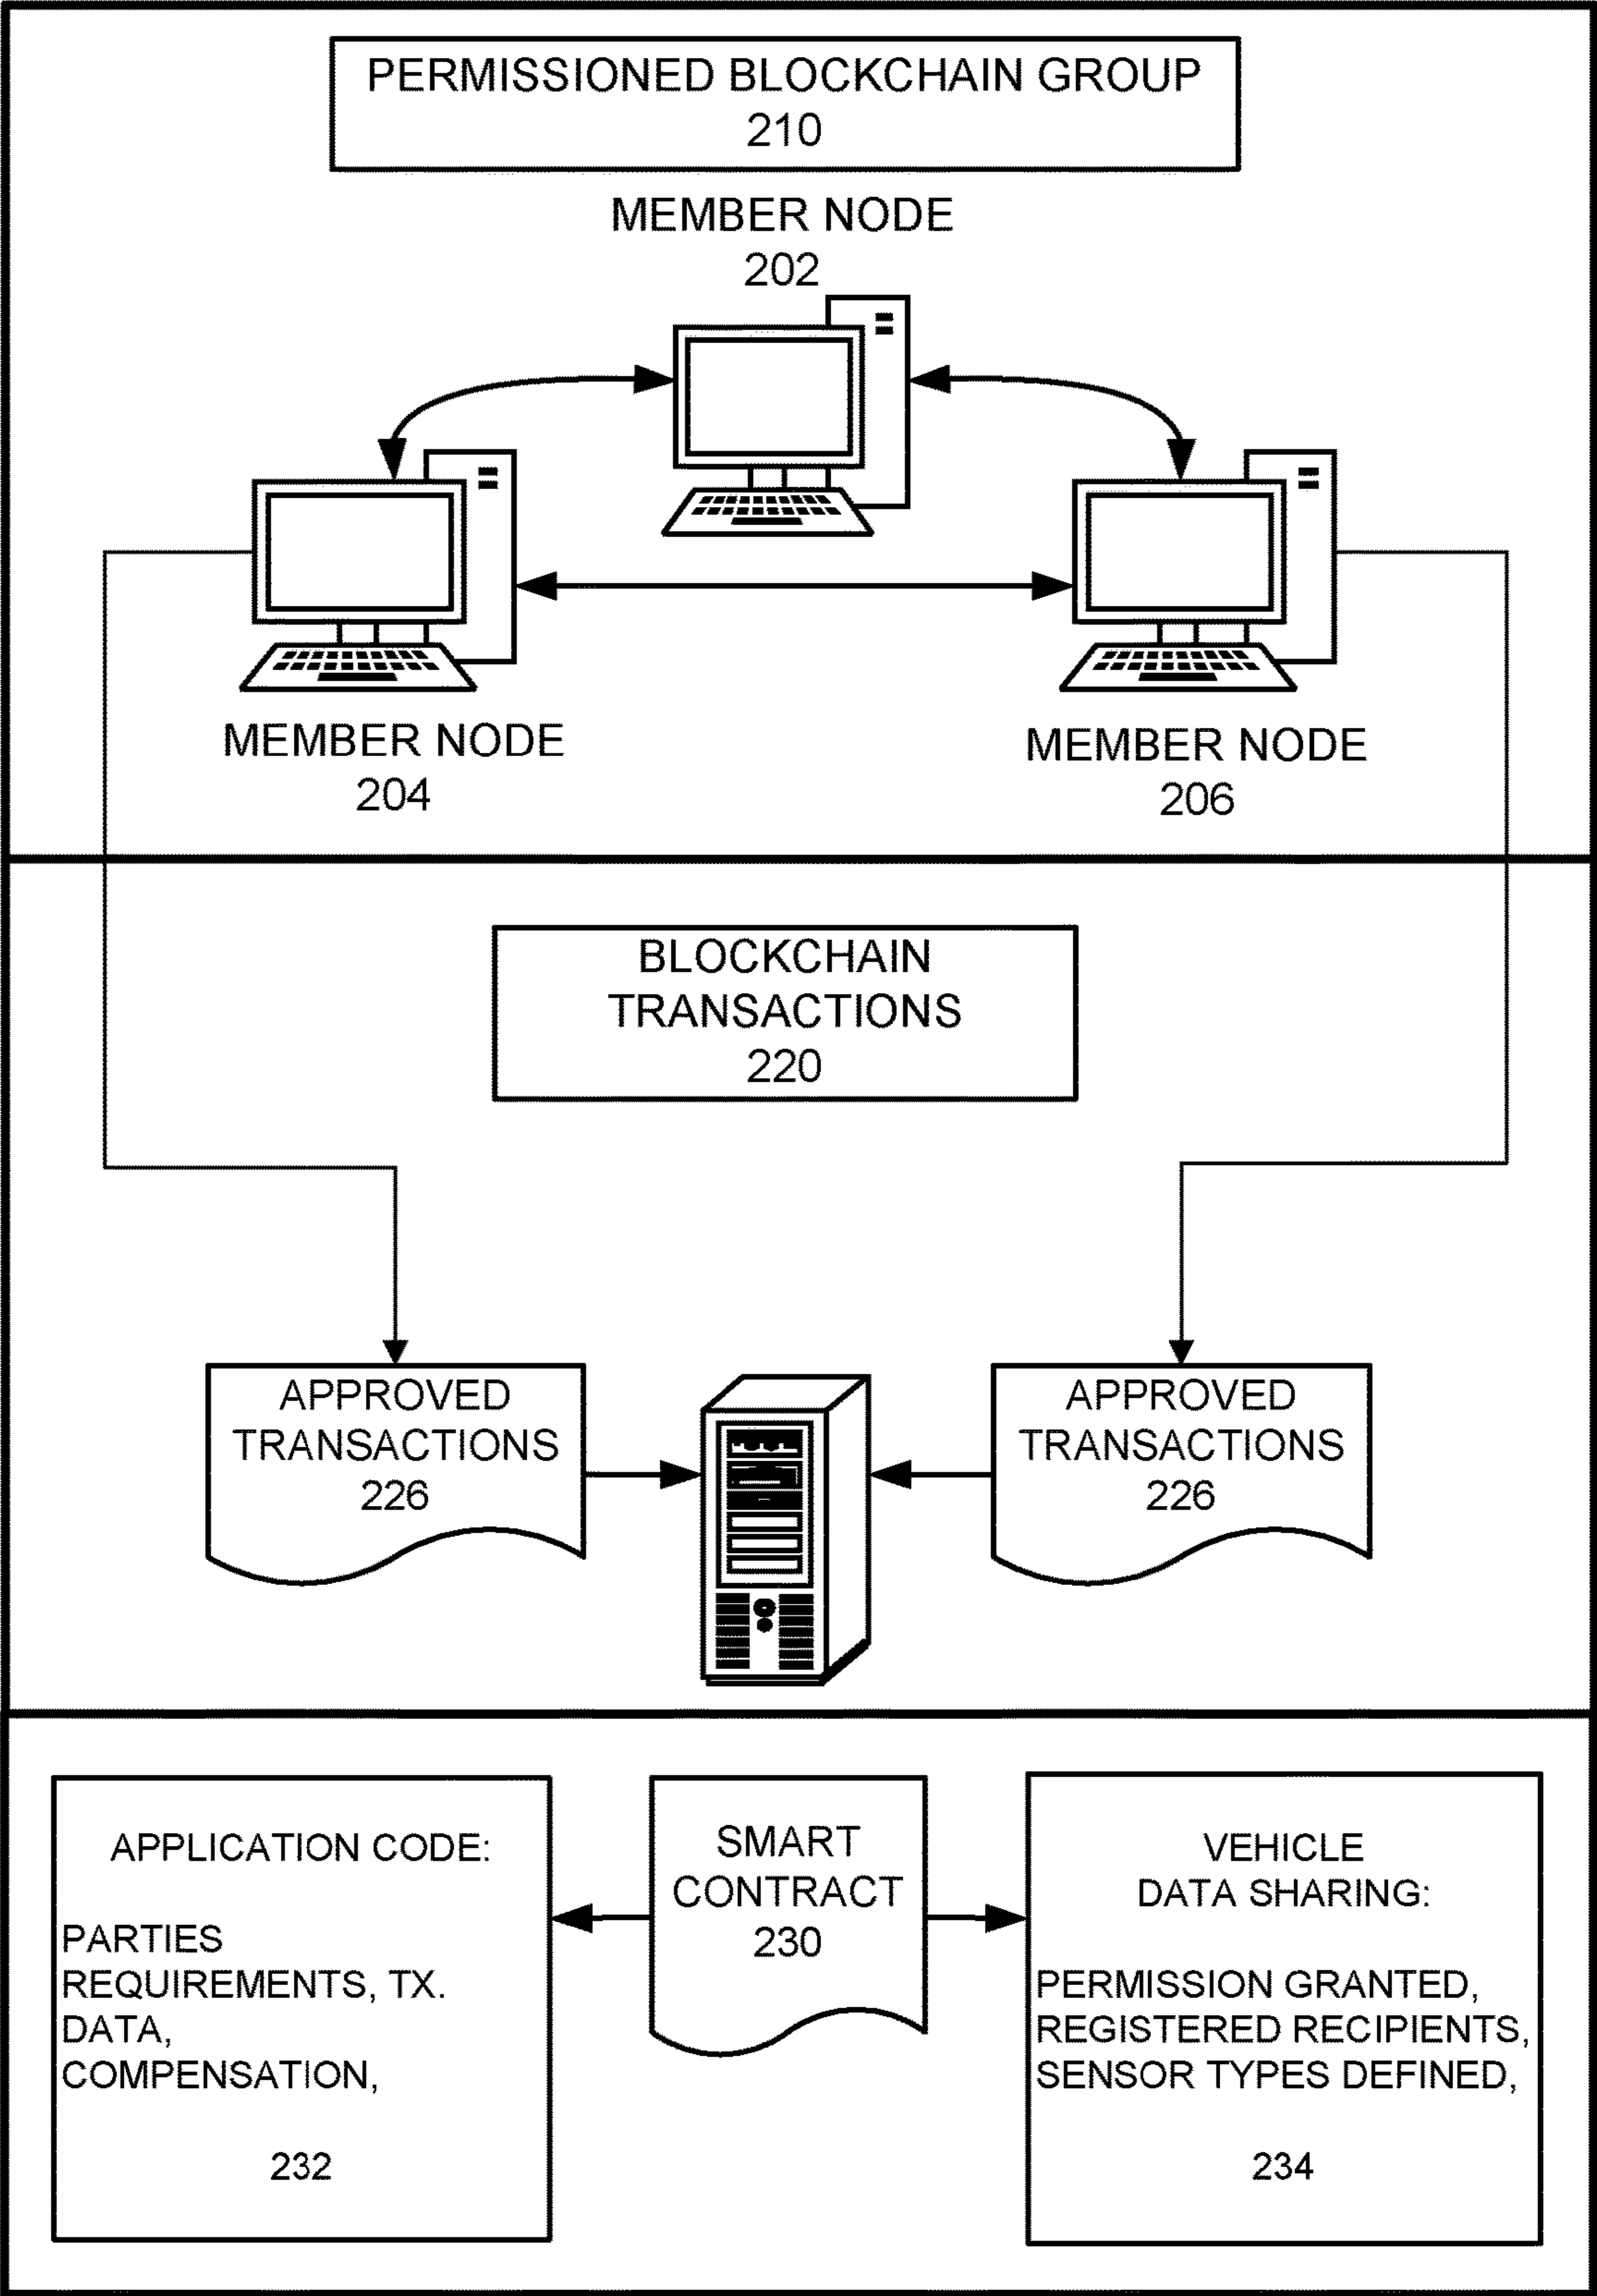 PERMISSIONED BLOCKCHAIN GROUP
210
MEMBER NODE
202
MEMBER NODE
204
MEMBER NODE
206
BLOCKCHAIN
TRANSACTIONS
220
APPROVED
TRANSACTIONS
226
APPROVED
TRANSACTIONS
226
APPLICATION CODE:
PARTIES
REQUIREMENTS, TX.
DATA,
COMPENSATION,
232
SMART
CONTRACT
230
VEHICLE
DATA SHARING:
PERMISSION GRANTED,
REGISTERED RECIPIENTS,
SENSOR TYPES DEFINED,
234